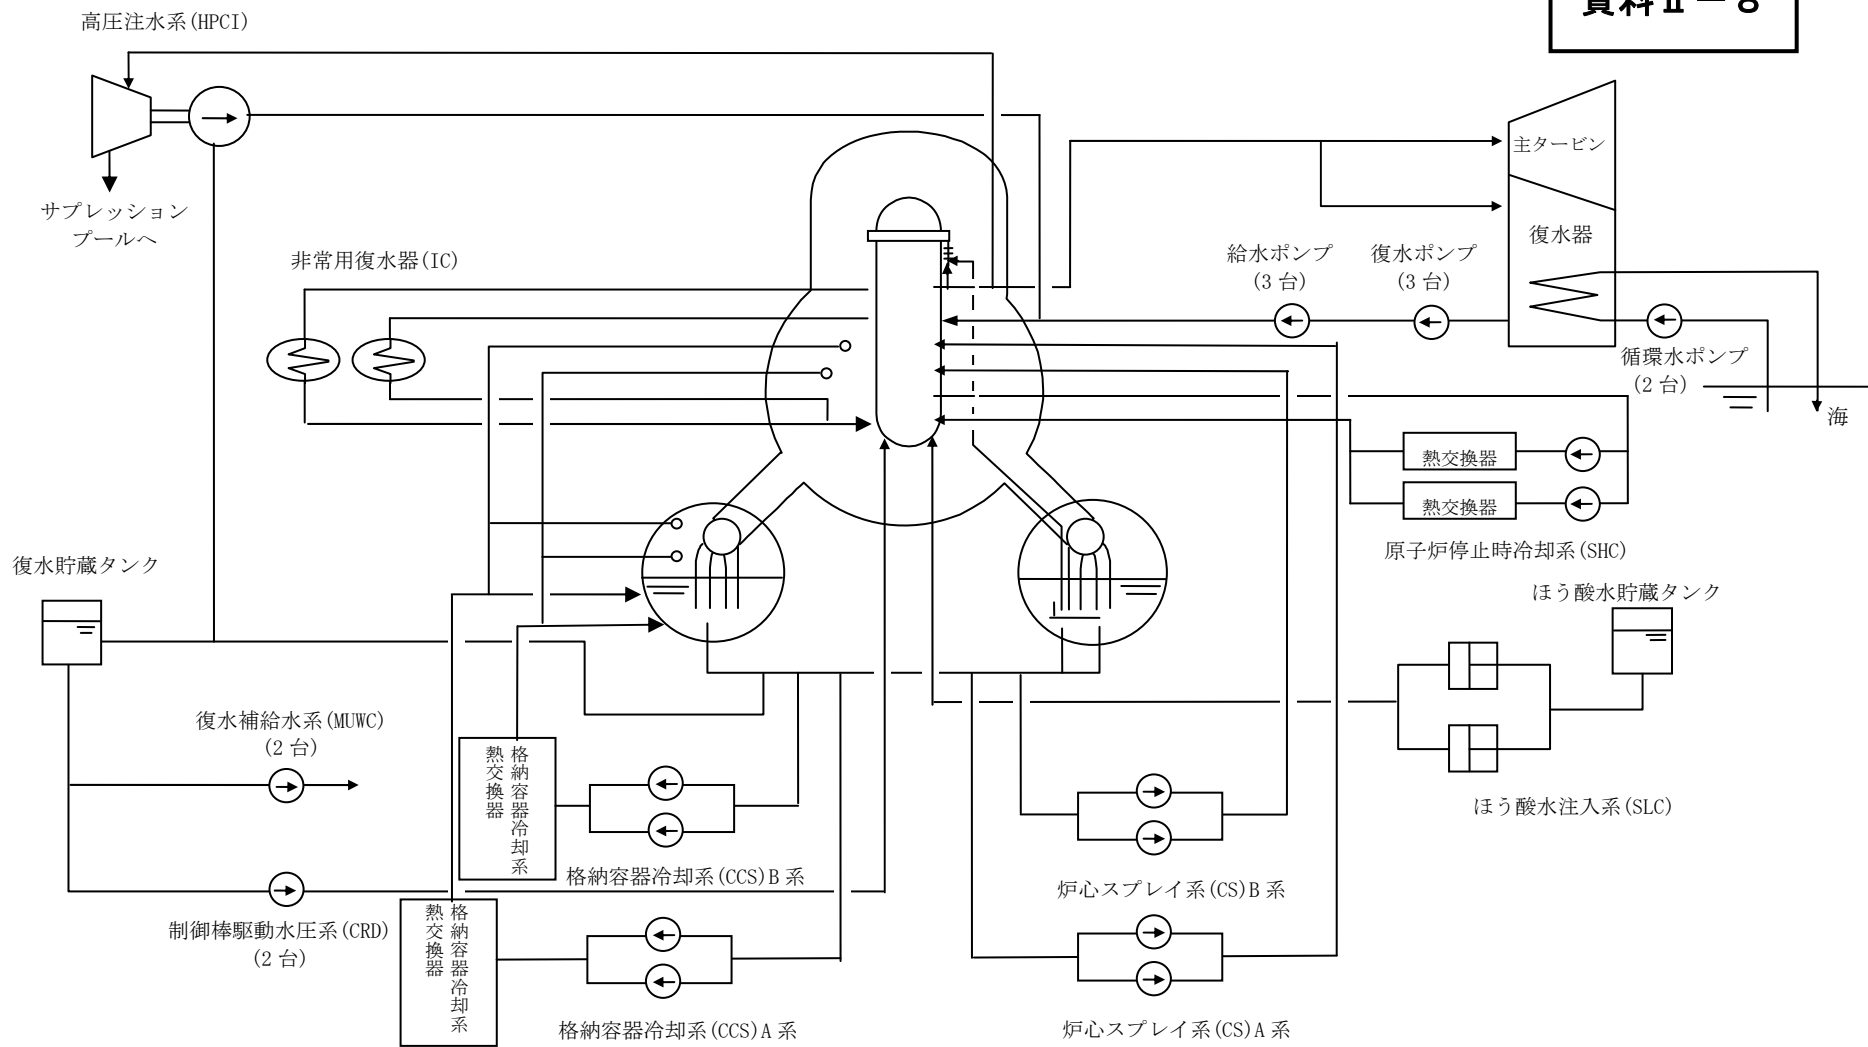 資料Ⅱ－8
高圧注水系(HPCI)
サプレッション
プールへ
非常用復水器(IC)
主タービン
復水器
給水ポンプ
(3 台)
復水ポンプ
(3 台)
循環水ポンプ
(2 台)
海
熱交換器
熱交換器
原子炉停止時冷却系(SHC)
復水貯蔵タンク
ほう酸水貯蔵タンク
ほう酸水注入系(SLC)
復水補給水系(MUWC)
(2 台)
格納容器冷却系
熱交換器
格納容器冷却系(CCS)B 系
炉心スプレイ系(CS)B 系
制御棒駆動水圧系(CRD)
(2 台)
格納容器冷却系
熱交換器
格納容器冷却系(CCS)A 系
炉心スプレイ系(CS)A 系